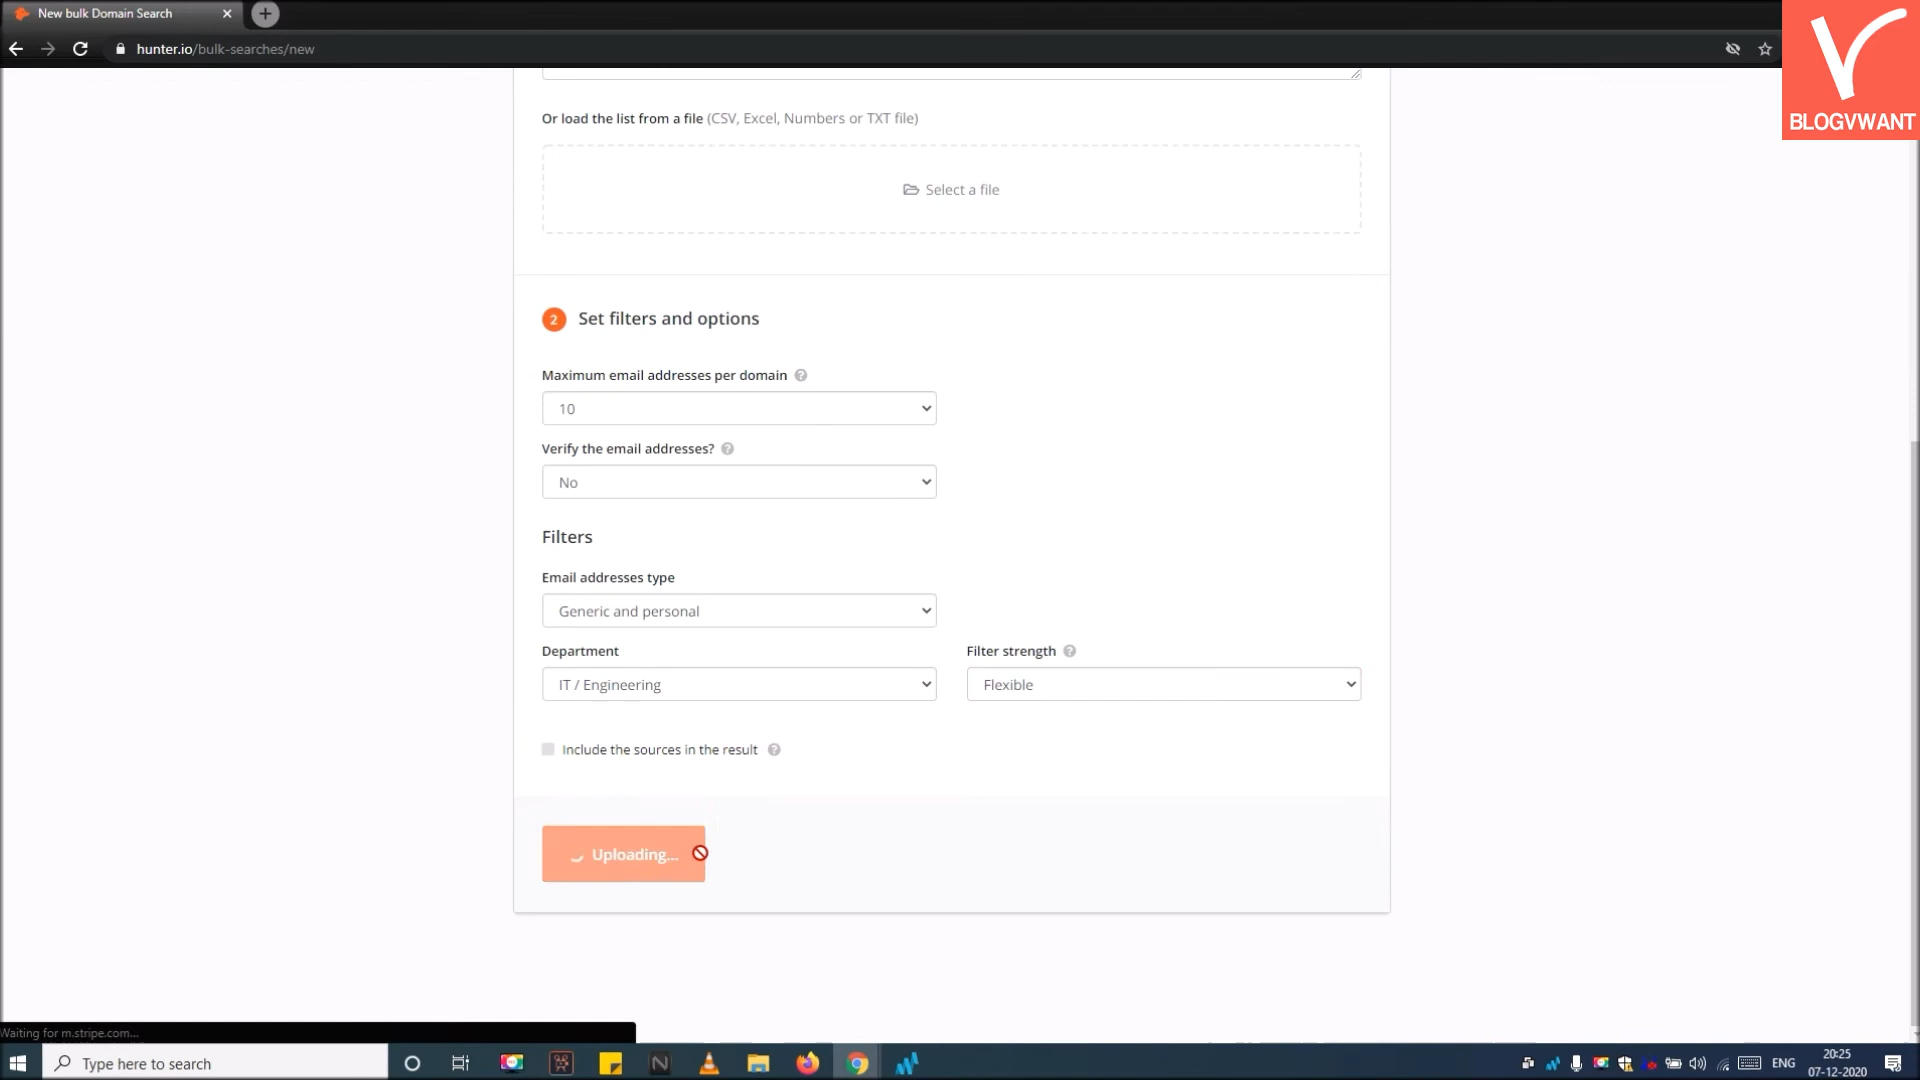 New bulk Domain Search
hunter.io/bulk-searches/new
BLOGVWANT
Or load the list from a file (CSV, Excel, Numbers or TXT file)
Select a file
2 Set filters and options
Maximum email addresses per domain ?
10
Verify the email addresses? ?
No
Filters
Email addresses type
Generic and personal
Department
Filter strength ?
IT / Engineering
Flexible
Include the sources in the result ?
Uploading...
Waiting for m.stripe.com...
Type here to search
N
ENG
20:25
07-12-2020